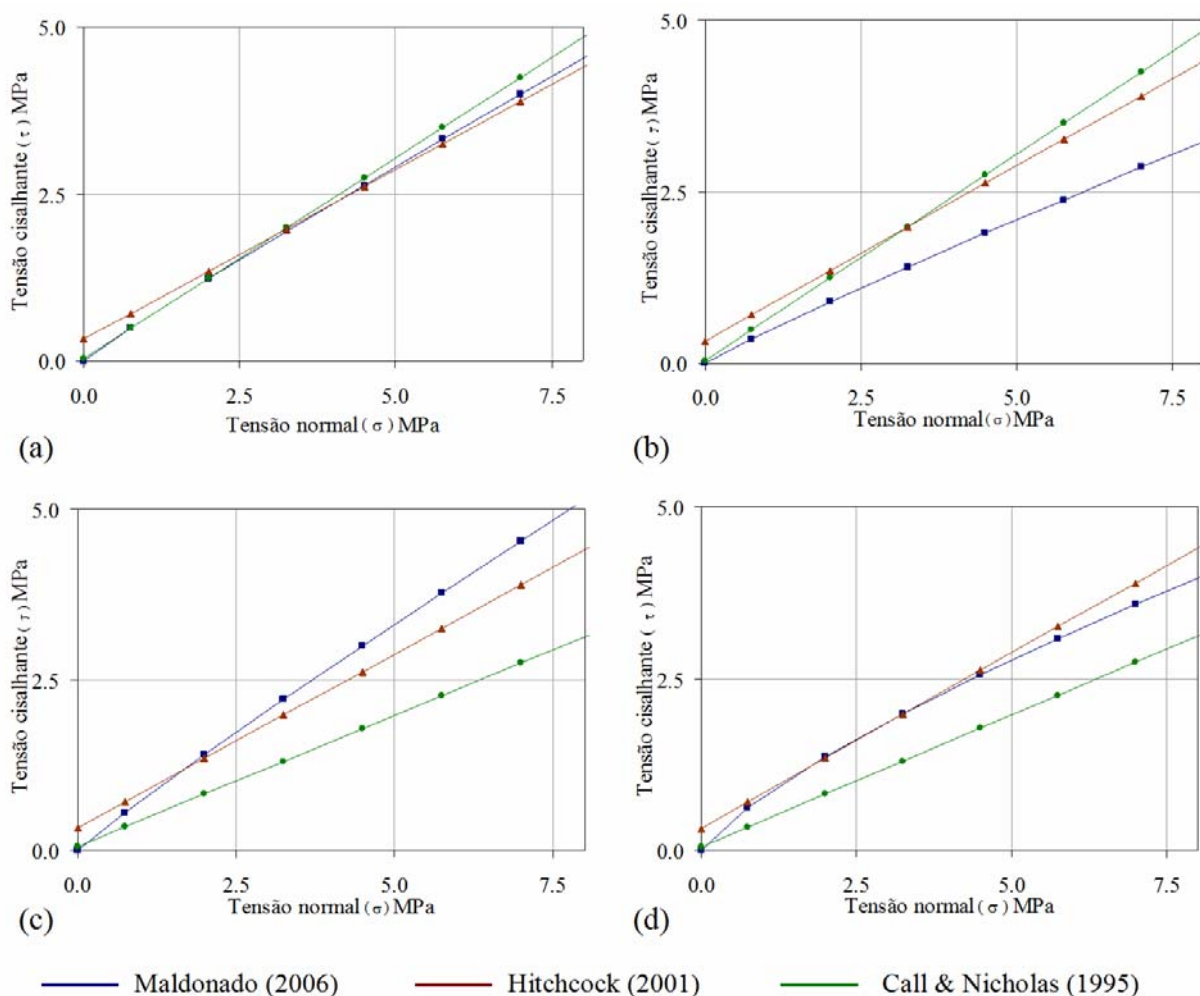 5.0
2.5
0.0
Tensão cisalhante (τ) MPa
0.0 2.5 5.0 7.5
Tensão normal (σ) MPa
(a)
5.0
2.5
0.0
Tensão cisalhante (τ) MPa
0.0 2.5 5.0 7.5
Tensão normal (σ) MPa
(b)
5.0
2.5
0.0
Tensão cisalhante (τ) MPa
0.0 2.5 5.0 7.5
Tensão normal (σ) MPa
(c)
5.0
2.5
0.0
Tensão cisalhante (τ) MPa
0.0 2.5 5.0 7.5
Tensão normal (σ) MPa
(d)
Maldonado (2006) Hitchcock (2001) Call & Nicholas (1995)